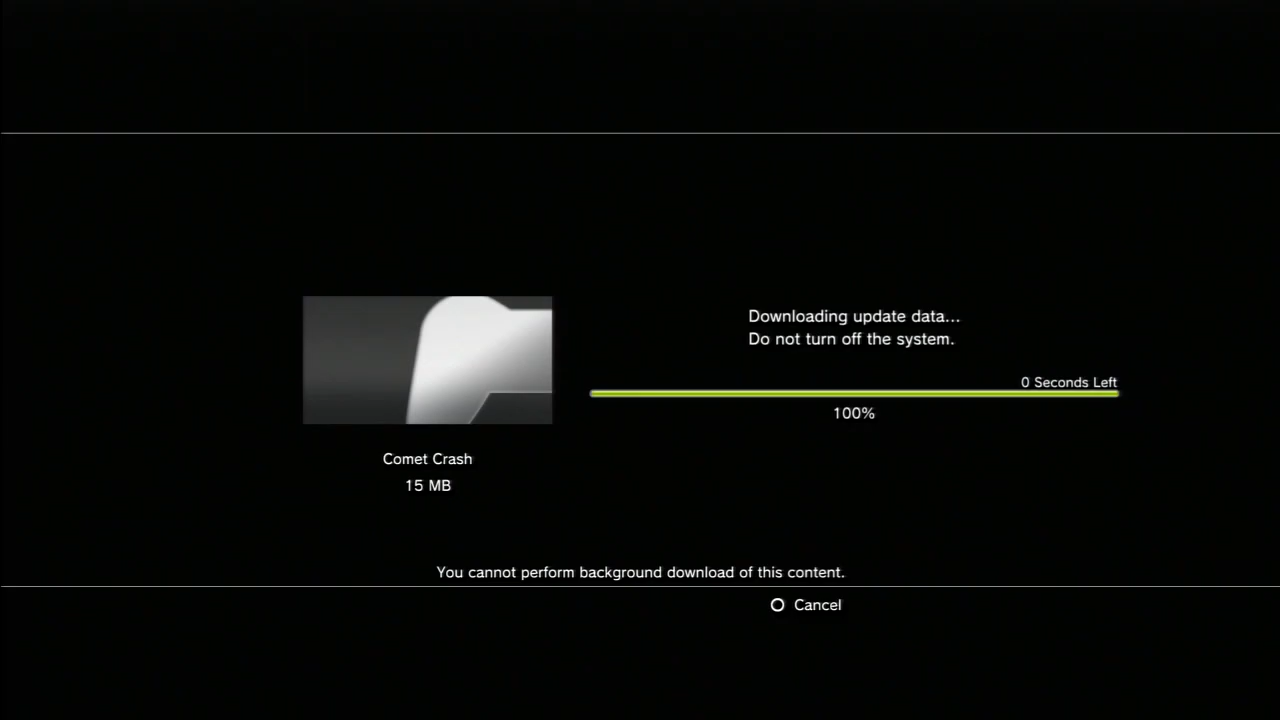 Downloading update data...
Do not turn off the system.
0 Seconds Left
100%
Comet Crash
15 MB
You cannot perform background download of this content.
Cancel